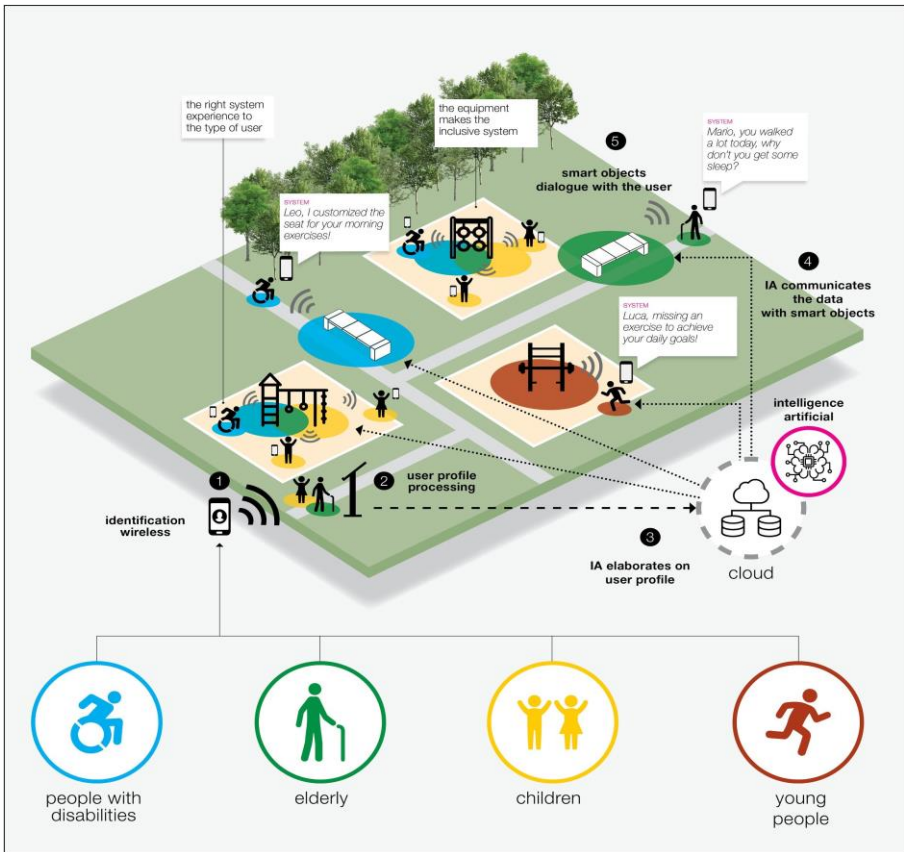 the right system
experience to
the type of user
the equipment
makes the
inclusive system
SYSTEM
Leo, I customized the
seat for your morning
exercises!
5
smart objects
dialogue with the user
SYSTEM
Mario, you walked
a lot today, why
don't you get some
sleep?
4
IA communicates
the data
with smart objects
SYSTEM
Luca, missing an
exercise to achieve
your daily goals!
intelligence
artificial
1
identification
wireless
2
user profile
processing
3
IA elaborates on
user profile
cloud
people with
disabilities
elderly
children
young
people